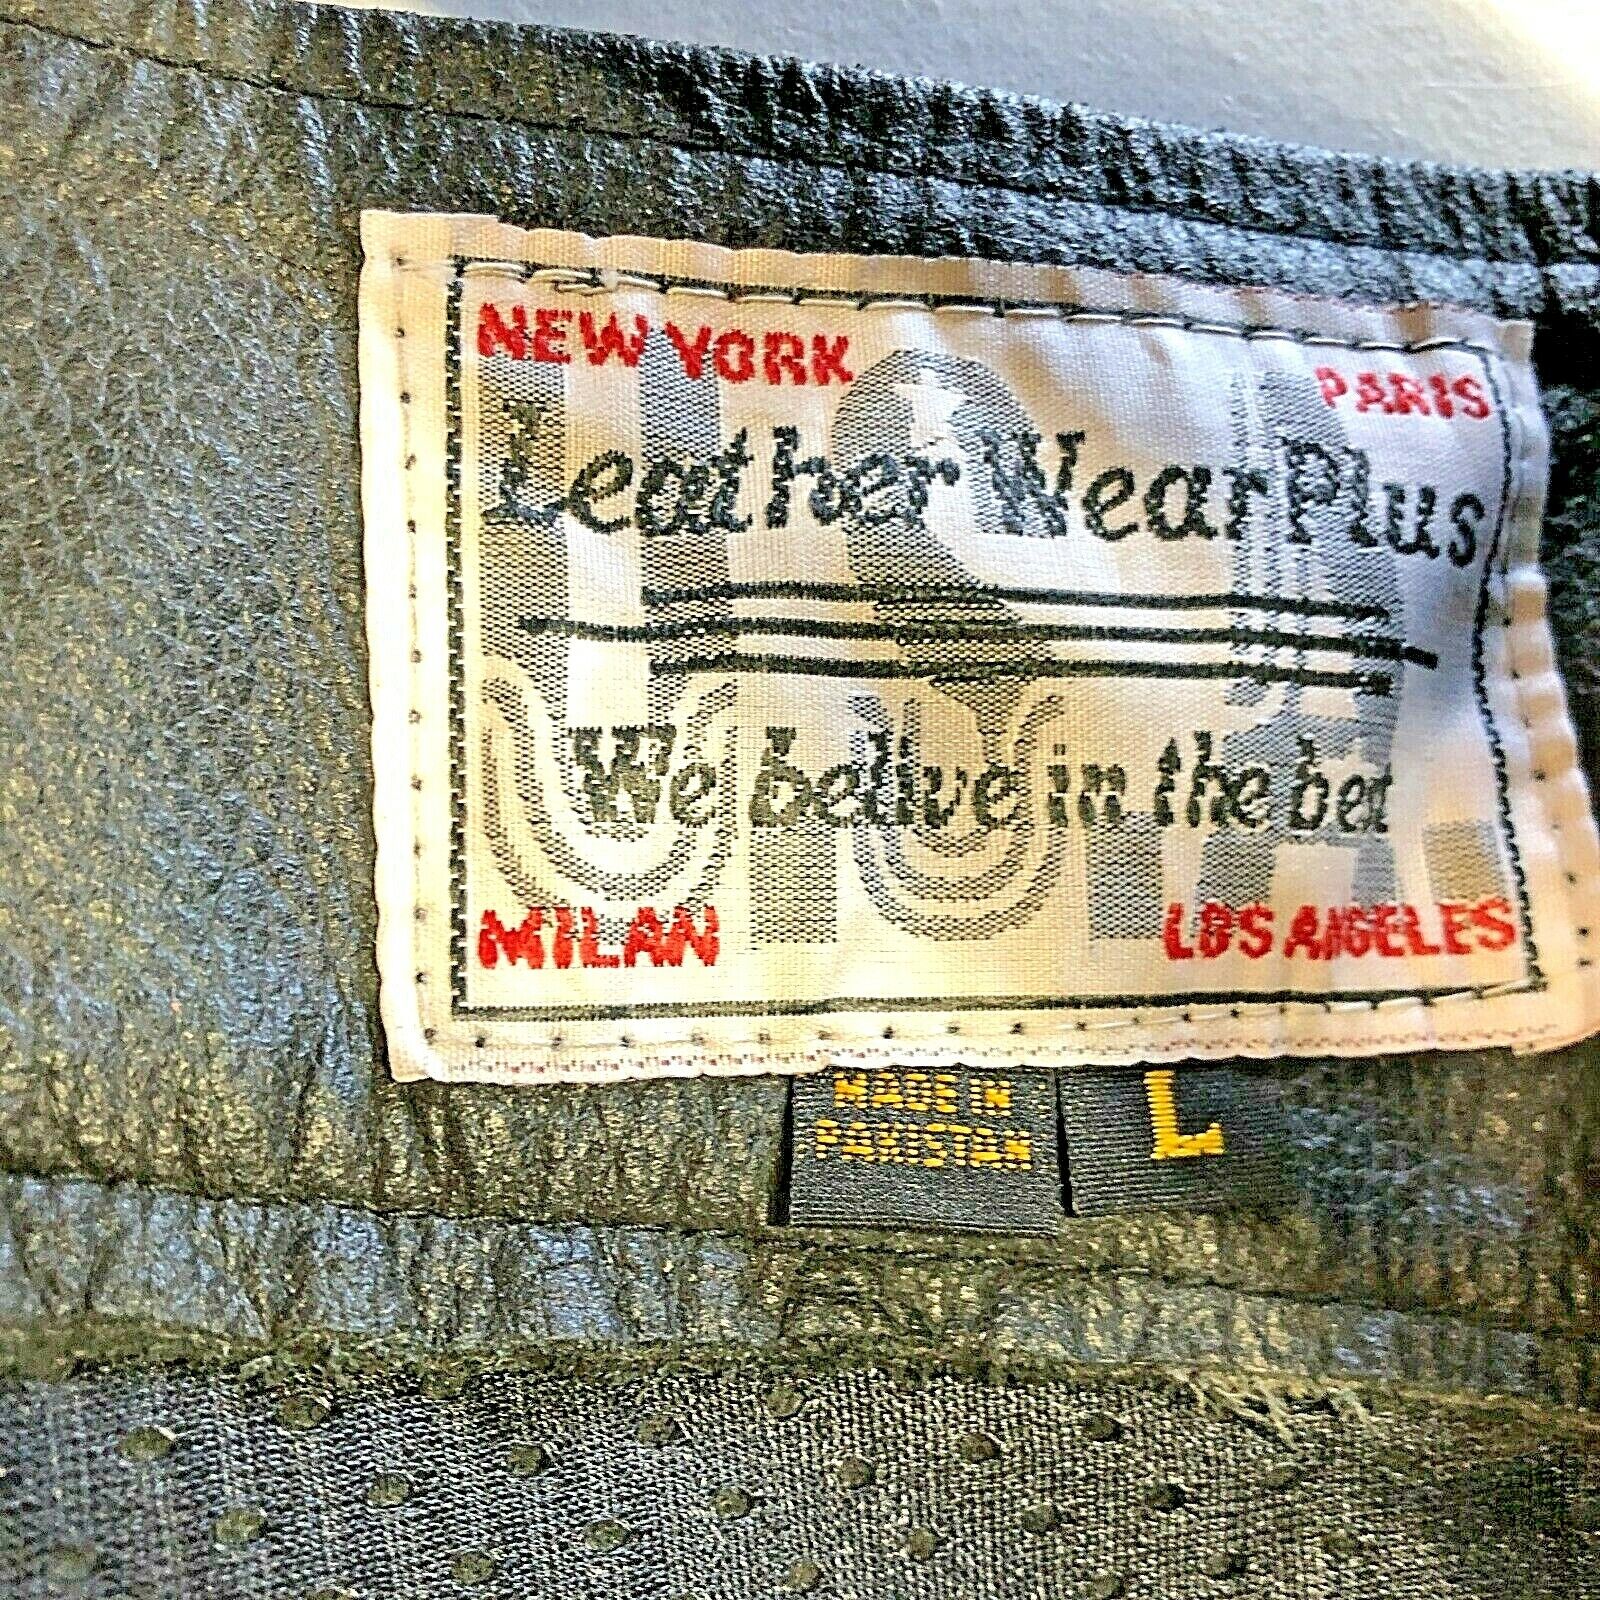 NEW YORK
PARIS
Leather Wear Plus
We belive in the best
MILAN
LOS ANGELES
MADE IN
PAKISTAN
L